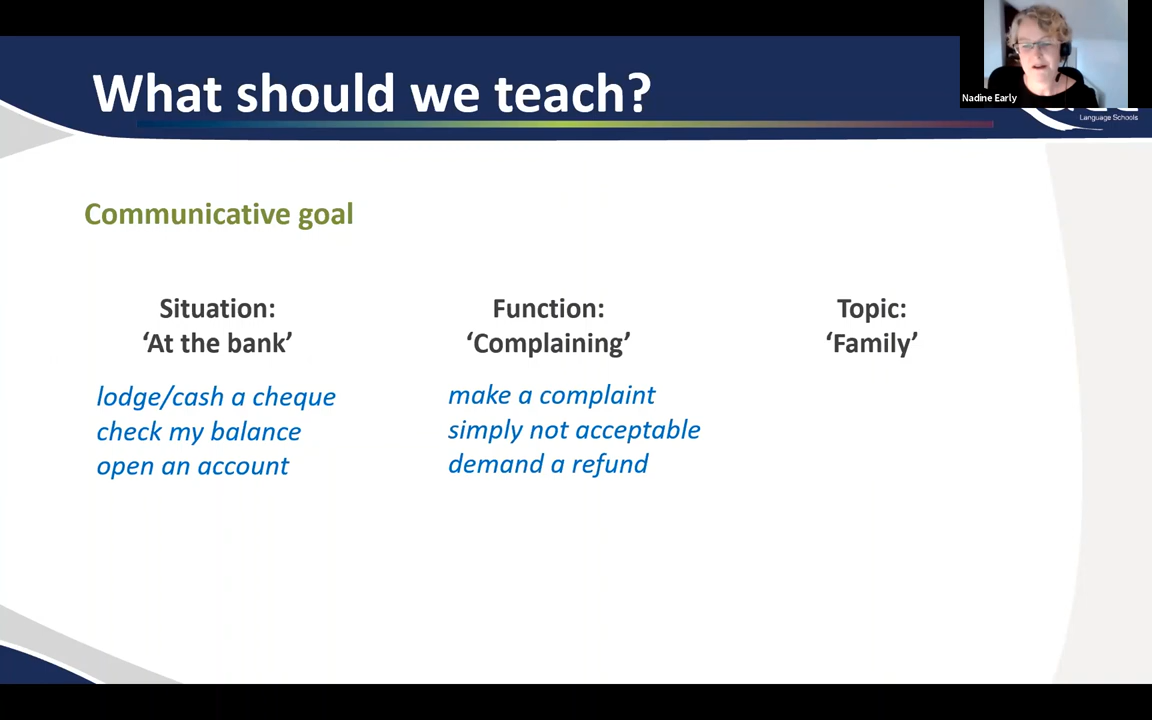 What should we teach?
Nadine Early
Language Schools
Communicative goal
Situation:
‘At the bank’
lodge/cash a cheque
check my balance
open an account
Function:
‘Complaining’
make a complaint
simply not acceptable
demand a refund
Topic:
‘Family’